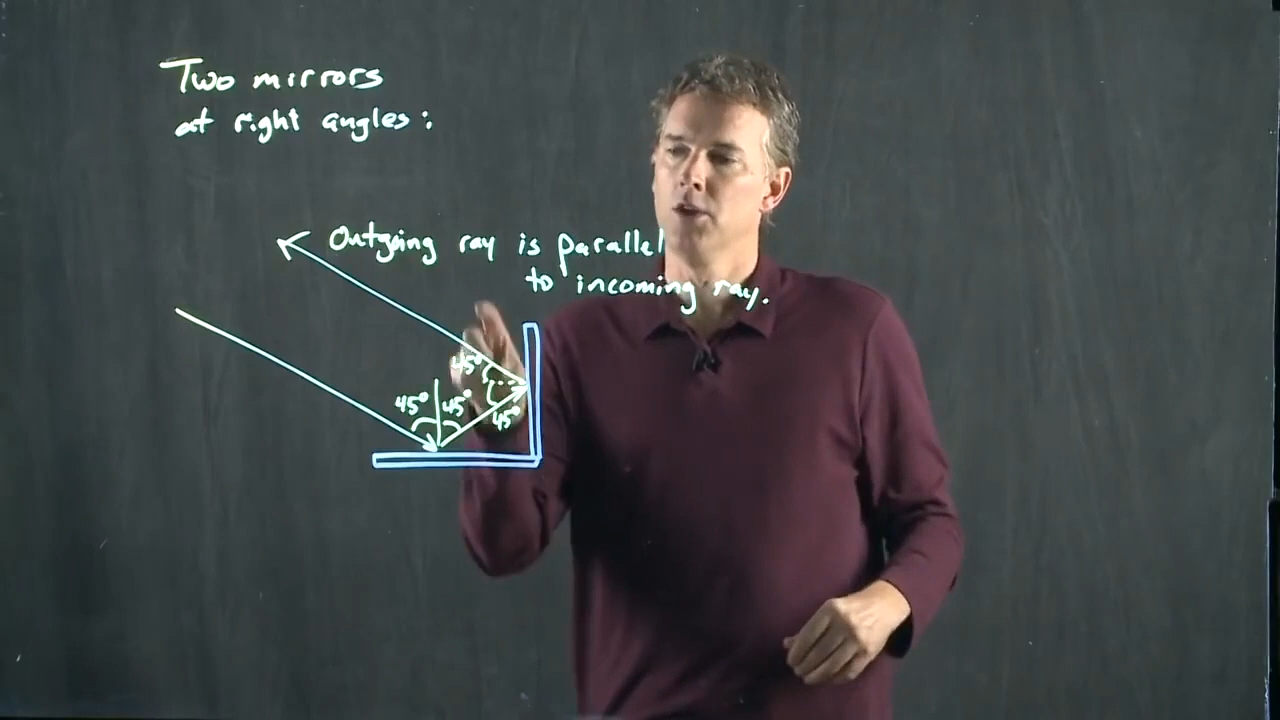 Two mirrors
at right angles:
Outgoing ray is parallel
to incoming ray.
45°
45° 45°
45°